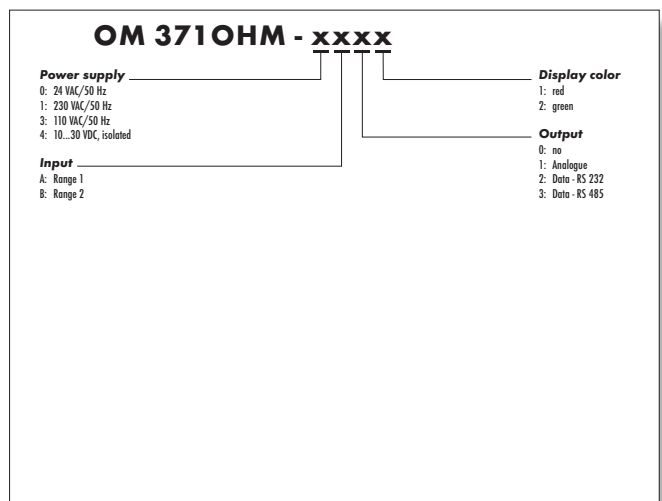 OM 371OHM - xxxx
Power supply
0: 24 VAC/50 Hz
1: 230 VAC/50 Hz
3: 110 VAC/50 Hz
4: 10...30 VDC, isolated
Input
A: Range 1
B: Range 2
Display color
1: red
2: green
Output
0: no
1: Analogue
2: Data - RS 232
3: Data - RS 485